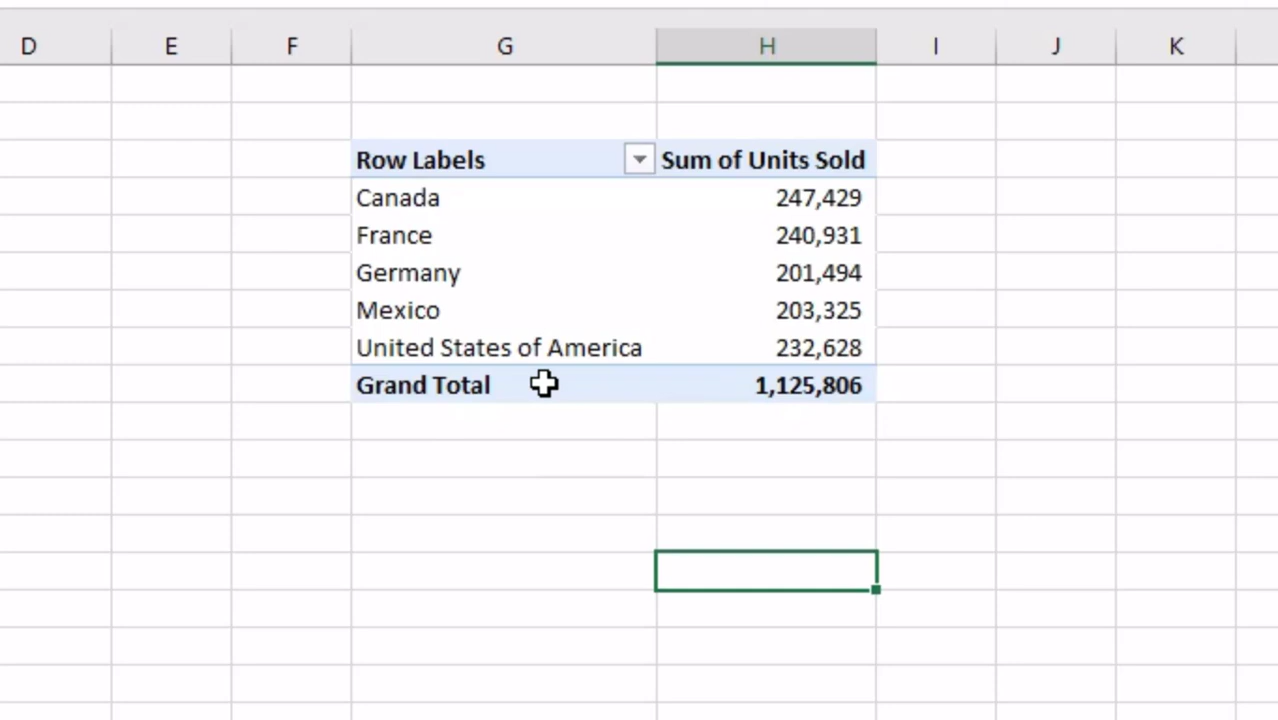 D E F G H I J K
Row Labels Sum of Units Sold
Canada 247,429
France 240,931
Germany 201,494
Mexico 203,325
United States of America 232,628
Grand Total 1,125,806